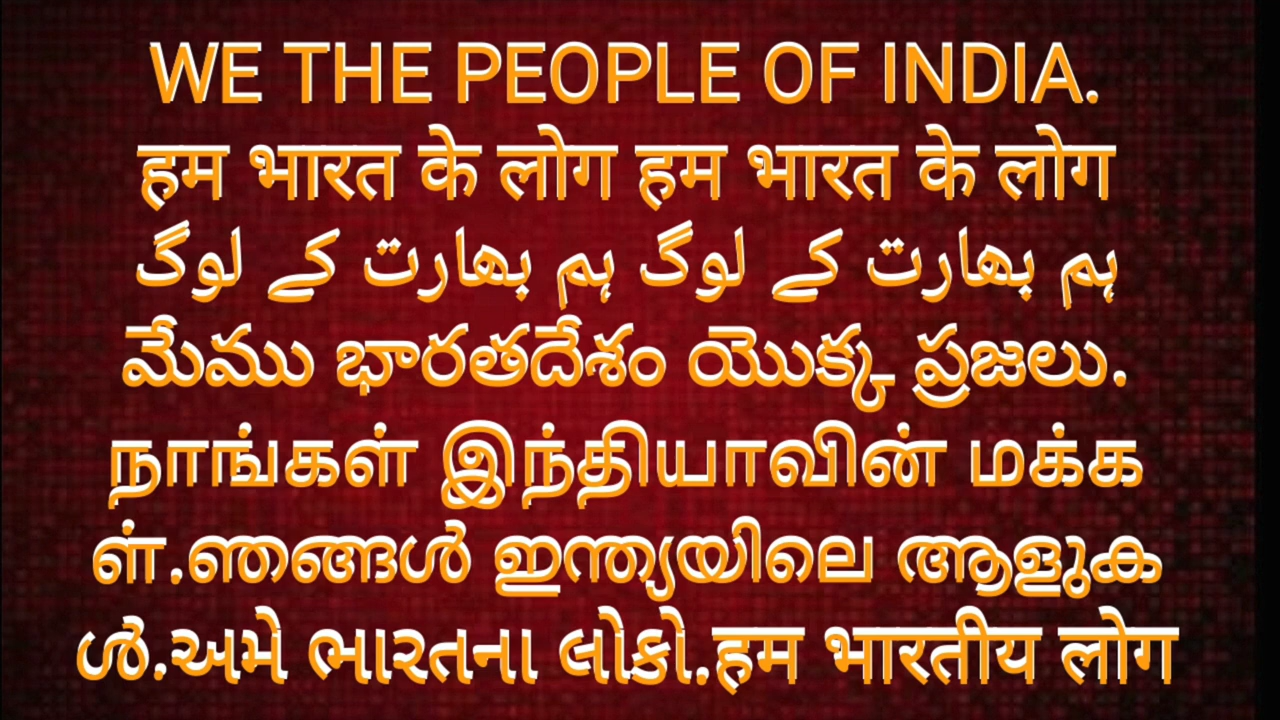 WE THE PEOPLE OF INDIA.
हम भारत के लोग हम भारत के लोग
ہم بھارت کے لوگ ہم بھارت کے لوگ
మేము భారతదేశం యొక్క ప్రజలు.
நாங்கள் இந்தியாவின் மக்க
ள்.ഞങ്ങൾ ഇന്ത്യയിലെ ആളുക
ൾ.અમે ભારતના લોકો.हम भारतीय लोग